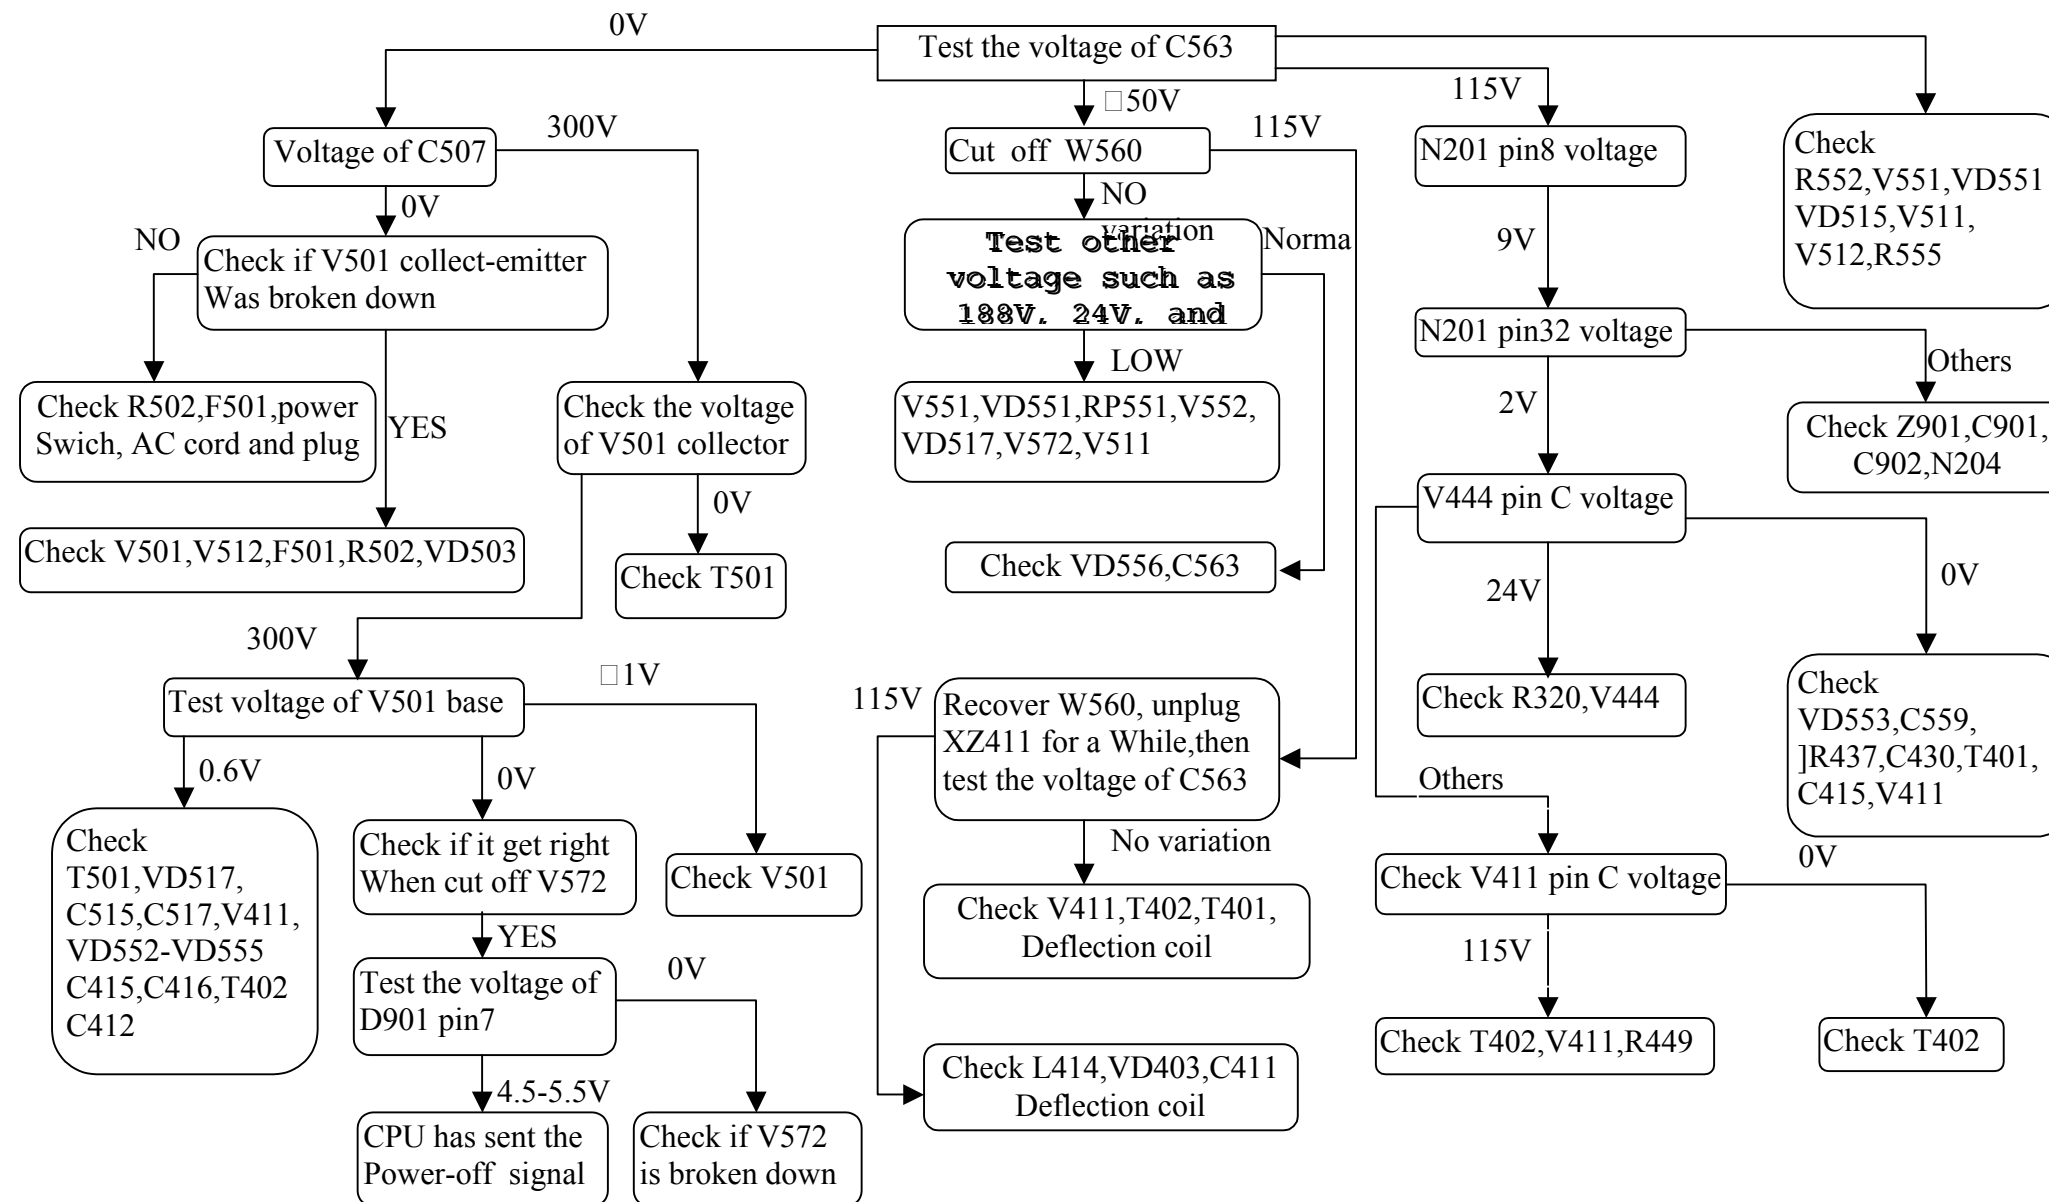 0V
Test the voltage of C563
□50V
115V
Voltage of C507
300V
Cut off W560
115V
N201 pin8 voltage
Check
R552,V551,VD551
VD515,V511,
V512,R555
0V
NO
variation
NO
Check if V501 collect-emitter
Was broken down
Test other
voltage such as
188V. 24V. and
Norma
9V
N201 pin32 voltage
Others
LOW
2V
Check R502,F501,power
Swich, AC cord and plug
YES
Check the voltage
of V501 collector
V551,VD551,RP551,V552,
VD517,V572,V511
Check Z901,C901,
C902,N204
V444 pin C voltage
0V
Check V501,V512,F501,R502,VD503
Check T501
Check VD556,C563
24V
0V
300V
Test voltage of V501 base
□1V
115V
Recover W560, unplug
XZ411 for a While,then
test the voltage of C563
Check R320,V444
Check
VD553,C559,
]R437,C430,T401,
C415,V411
0.6V
0V
Others
Check
T501,VD517,
C515,C517,V411,
VD552-VD555
C415,C416,T402
C412
Check if it get right
When cut off V572
Check V501
No variation
Check V411 pin C voltage
0V
Check V411,T402,T401,
Deflection coil
YES
Test the voltage of
D901 pin7
0V
115V
Check T402,V411,R449
Check T402
Check L414,VD403,C411
Deflection coil
4.5-5.5V
CPU has sent the
Power-off signal
Check if V572
is broken down